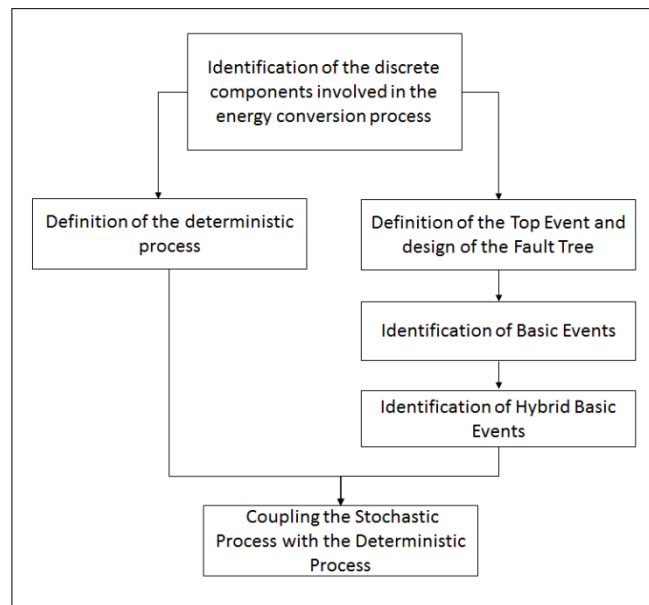 Identification of the discrete
components involved in the
energy conversion process
Definition of the deterministic
process
Definition of the Top Event and
design of the Fault Tree
Identification of Basic Events
Identification of Hybrid Basic
Events
Coupling the Stochastic
Process with the Deterministic
Process